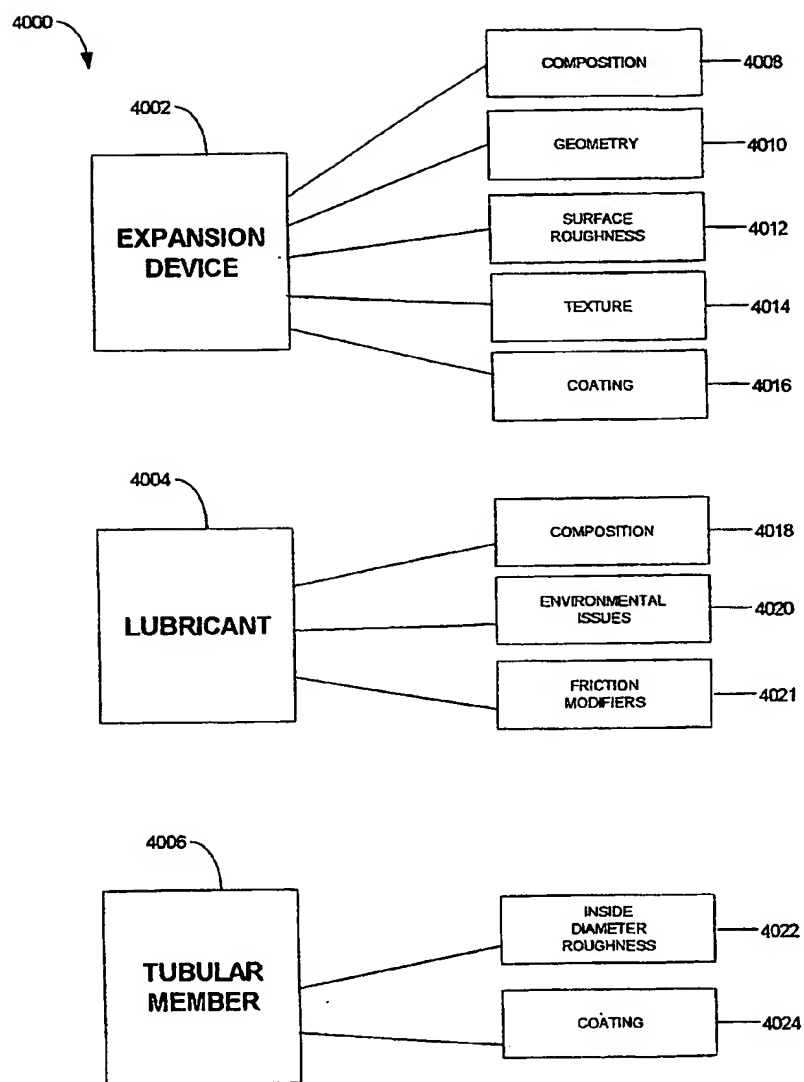 4000
4002
EXPANSION
DEVICE
COMPOSITION
4008
GEOMETRY
4010
SURFACE
ROUGHNESS
4012
TEXTURE
4014
COATING
4016
4004
LUBRICANT
COMPOSITION
4018
ENVIRONMENTAL
ISSUES
4020
FRICTION
MODIFIERS
4021
4006
TUBULAR
MEMBER
INSIDE
DIAMETER
ROUGHNESS
4022
COATING
4024